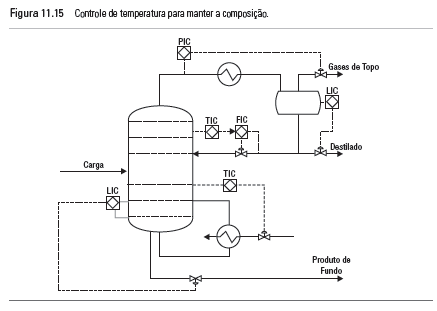 Figura 11.15 Controle de temperatura para manter a composição.
PIC
Gases de Topo
LIC
TIC FIC
Destilado
Carga
TIC
LIC
Produto de
Fundo